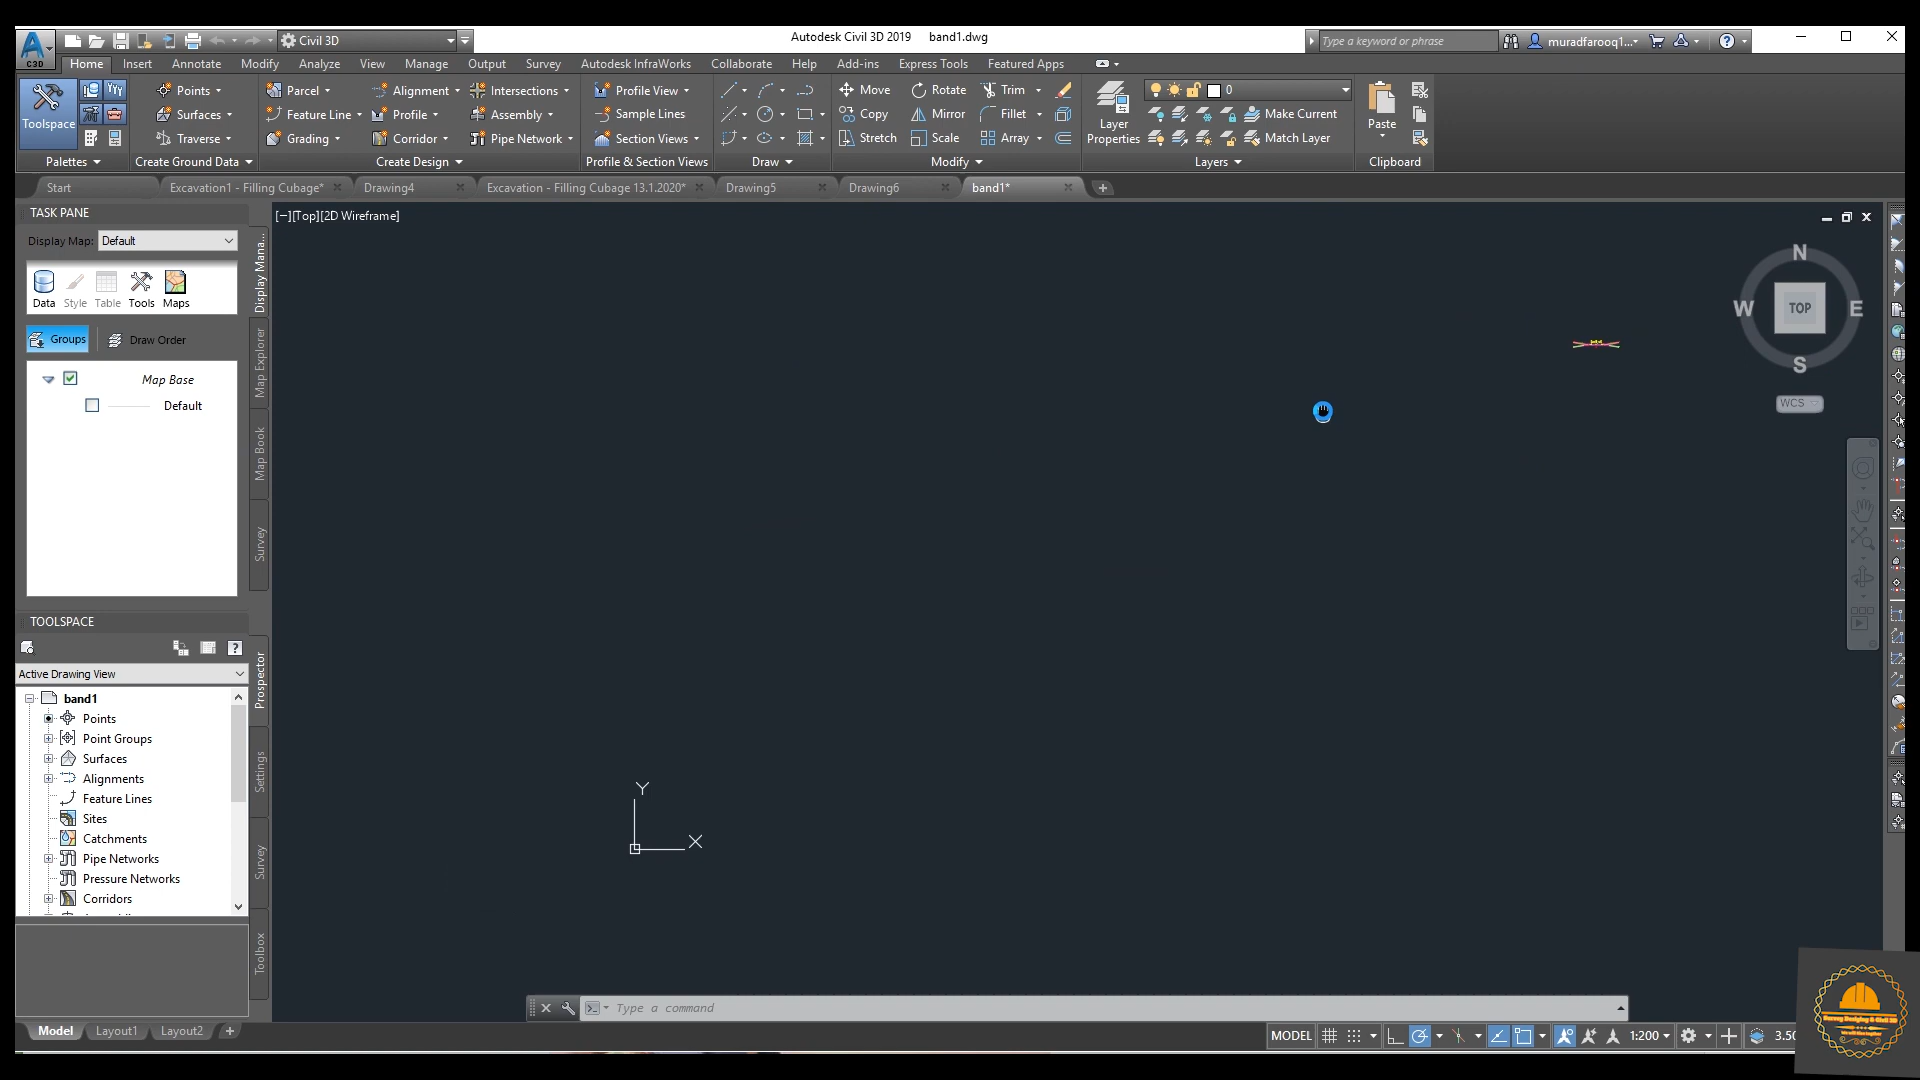 Civil 3D
Autodesk Civil 3D 2019 band1.dwg
Type a keyword or phrase
muradfarooq1...
C3D
Home Insert Annotate Modify Analyze View Manage Output Survey Autodesk InfraWorks Collaborate Help Add-ins Express Tools Featured Apps
Toolspace
Points
Surfaces
Traverse
Parcel
Feature Line
Grading
Alignment
Profile
Corridor
Intersections
Assembly
Pipe Network
Profile View
Sample Lines
Section Views
Move
Copy
Stretch
Rotate
Mirror
Scale
Trim
Fillet
Array
Layer
Properties
0
Make Current
Match Layer
Paste
Palettes
Create Ground Data
Create Design
Profile & Section Views
Draw
Modify
Layers
Clipboard
Start
Excavation1 - Filling Cubage*
Drawing4
Excavation - Filling Cubage 13.1.2020*
Drawing5
Drawing6
band1*
TASK PANE
Display Map: Default
Data Style Table Tools Maps
Groups Draw Order
Map Base
Default
Display Mana...
Map Explorer
Map Book
Survey
[−][Top][2D Wireframe]
N
W TOP E
S
WCS
Y
X
TOOLSPACE
Active Drawing View
band1
Points
Point Groups
Surfaces
Alignments
Feature Lines
Sites
Catchments
Pipe Networks
Pressure Networks
Corridors
Prospector
Settings
Survey
Toolbox
Type a command
Model Layout1 Layout2
MODEL
1:200